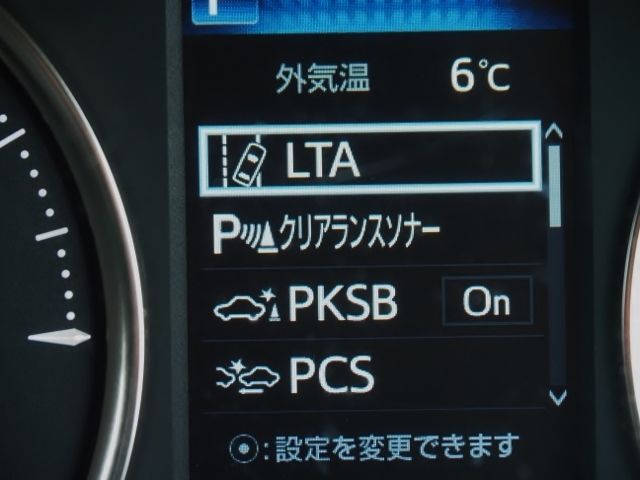 外気温 6℃
LTA
P クリアランスソナー
PKSB On
PCS
:設定を変更できます